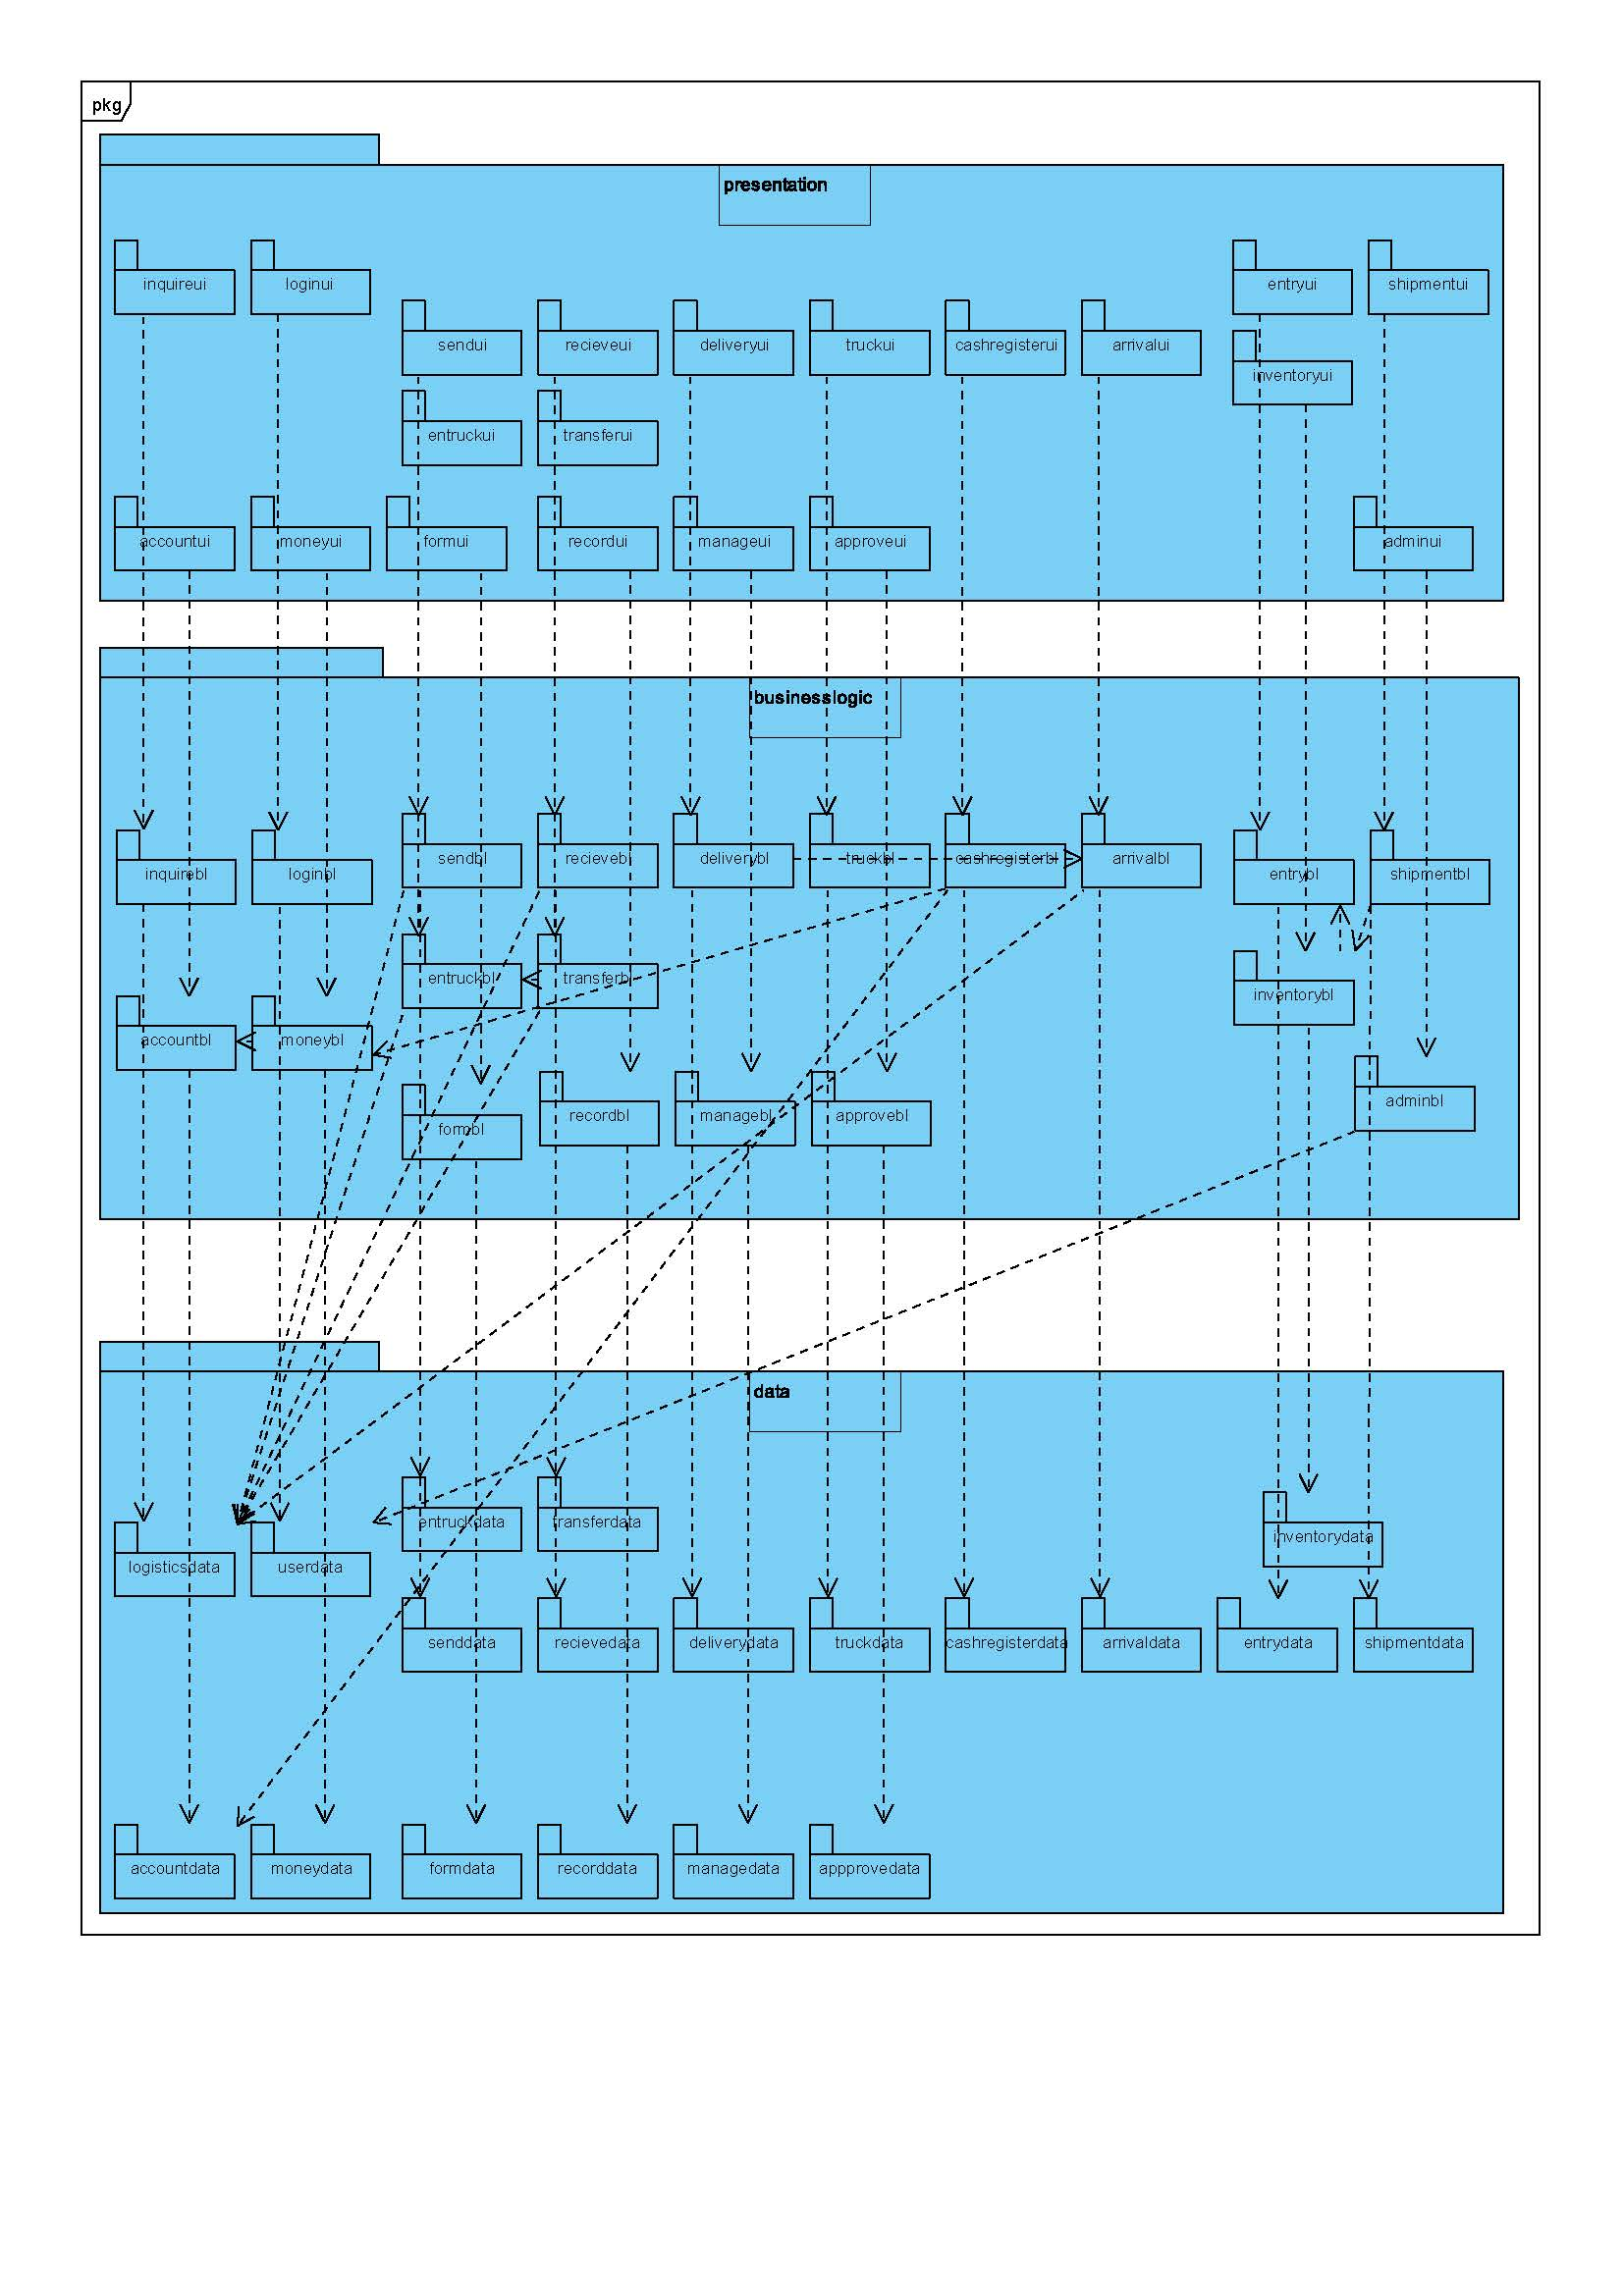 pkg
presentation
inquireui
loginui
entryui
shipmentui
sendui
recieveui
deliveryui
truckui
cashregisterui
arrivalui
inventoryui
entruckui
transferui
accountui
moneyui
formui
recordui
manageui
approveui
adminui
businesslogic
sendbl
recievebl
deliverybl
truckbl
cashregisterbl
arrivalbl
inquirebl
loginbl
entrybl
shipmentbl
entruckbl
transferbl
inventorybl
accountbl
moneybl
formbl
recordbl
managebl
approvebl
adminbl
data
entruckdata
transferdata
inventorydata
logisticsdata
userdata
senddata
recievedata
deliverydata
truckdata
cashregisterdata
arrivaldata
entrydata
shipmentdata
accountdata
moneydata
formdata
recorddata
managedata
appprovedata